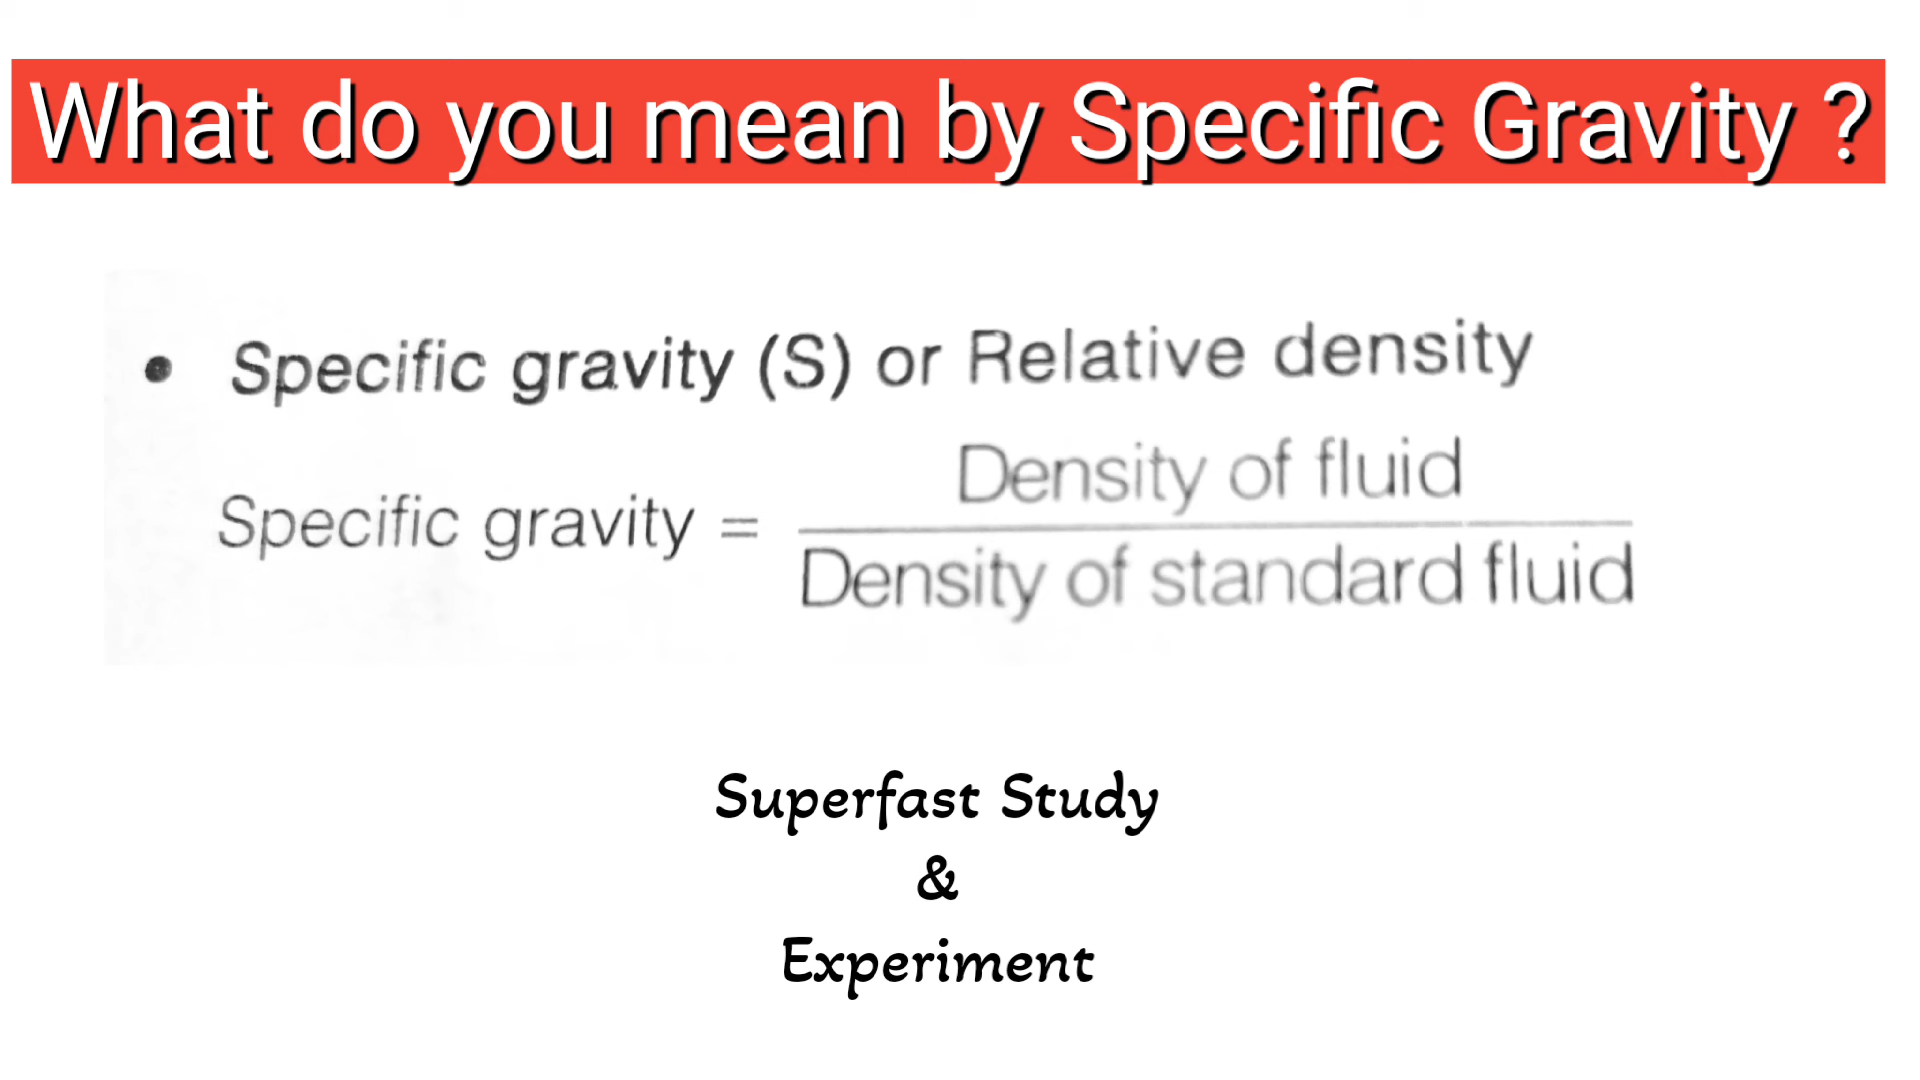 What do you mean by Specific Gravity ?
• Specific gravity (S) or Relative density
Specific gravity = Density of fluid
Density of standard fluid
Superfast Study
&
Experiment